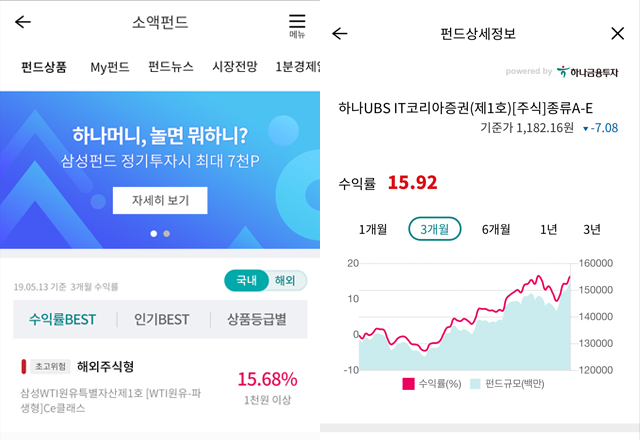 소액펀드
메뉴
펀드상품 My펀드 펀드뉴스 시장전망 1분경제
하나머니, 놀면 뭐하니?
삼성펀드 정기투자시 최대 7천P
자세히 보기
19.05.13 기준 3개월 수익률
국내 해외
수익률BEST 인기BEST 상품등급별
초고위험 해외주식형
삼성WTI원유특별자산제1호 [WTI원유-파
생형]Ce클래스
15.68%
1천원 이상
펀드상세정보
powered by 하나금융투자
하나UBS IT코리아증권(제1호)[주식]종류A-E
기준가 1,182.16원 ▼-7.08
수익률 15.92
1개월 3개월 6개월 1년 3년
20 160000
150000
10
140000
0
130000
-10 120000
수익률(%) 펀드규모(백만)